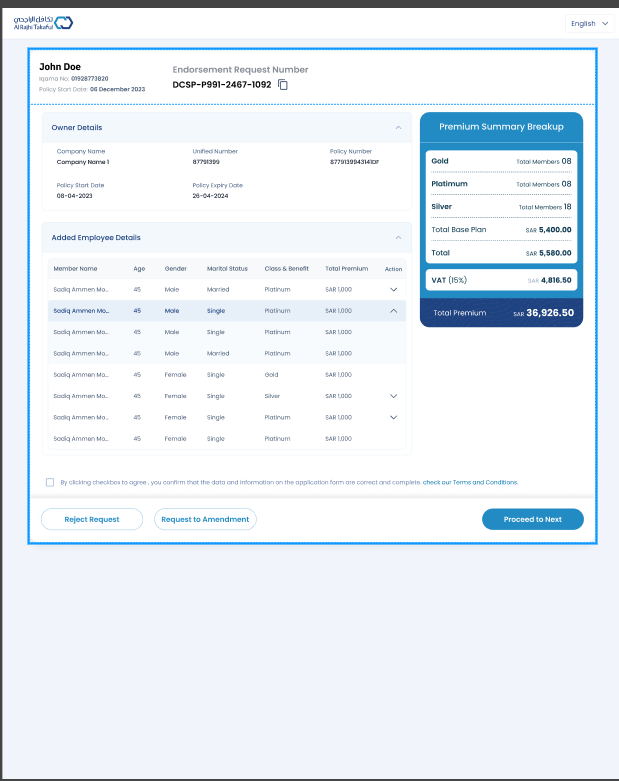 تكافل الراجحي
Al Rajhi Takaful
English
John Doe
Iqama No: 01928773820
Policy Start Date: 06 December 2023
Endorsement Request Number
DCSP-P991-2467-1092
Owner Details
Company Name
Unified Number
Policy Number
Company Name 1
87791399
8779139943141DF
Policy Start Date
Policy Expiry Date
08-04-2023
26-04-2024
Added Employee Details
Member Name Age Gender Marital Status Class & Benefit Total Premium Action
Sadiq Ammen Mo... 45 Male Married Platinum SAR 1,000
Sadiq Ammen Mo... 45 Male Single Platinum SAR 1,000
Sadiq Ammen Mo... 45 Male Single Platinum SAR 1,000
Sadiq Ammen Mo... 45 Male Married Platinum SAR 1,000
Sadiq Ammen Mo... 45 Female Single Gold SAR 1,000
Sadiq Ammen Mo... 45 Female Single Silver SAR 1,000
Sadiq Ammen Mo... 45 Female Single Platinum SAR 1,000
Sadiq Ammen Mo... 45 Female Single Platinum SAR 1,000
Premium Summary Breakup
Gold Total Members 08
Platimum Total Members 08
Silver Total Members 18
Total Base Plan SAR 5,400.00
Total SAR 5,580.00
VAT (15%) SAR 4,816.50
Total Premium SAR 36,926.50
By clicking checkbox to agree , you confirm that the data and information on the application form are correct and complete, check our Terms and Conditions.
Reject Request
Request to Amendment
Proceed to Next